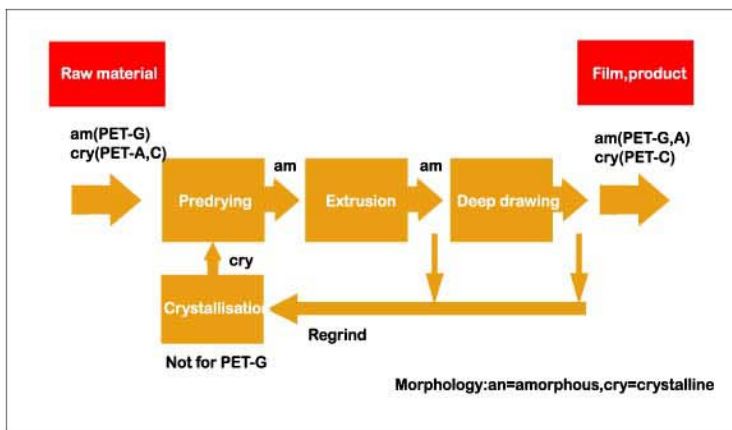 Raw material
Film,product
am(PET-G)
cry(PET-A,C)
am(PET-G,A)
cry(PET-C)
am
am
Predrying
Extrusion
Deep drawing
cry
Crystallisation
Regrind
Not for PET-G
Morphology:an=amorphous,cry=crystalline